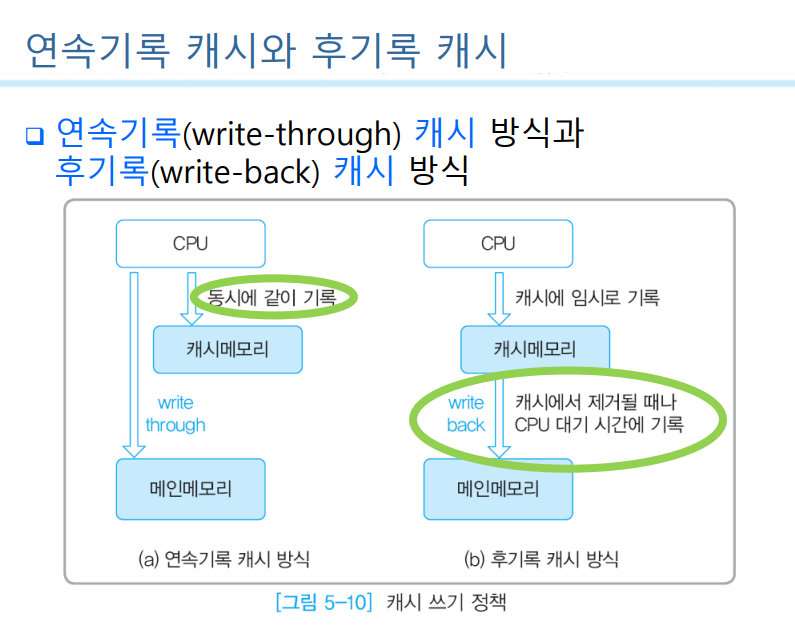 연속기록 캐시와 후기록 캐시
연속기록(write-through) 캐시 방식과
후기록(write-back) 캐시 방식
CPU
동시에 같이 기록
캐시메모리
write
through
메인메모리
(a) 연속기록 캐시 방식
CPU
캐시에 임시로 기록
캐시메모리
write
back
캐시에서 제거될 때나
CPU 대기 시간에 기록
메인메모리
(b) 후기록 캐시 방식
[그림 5-10] 캐시 쓰기 정책